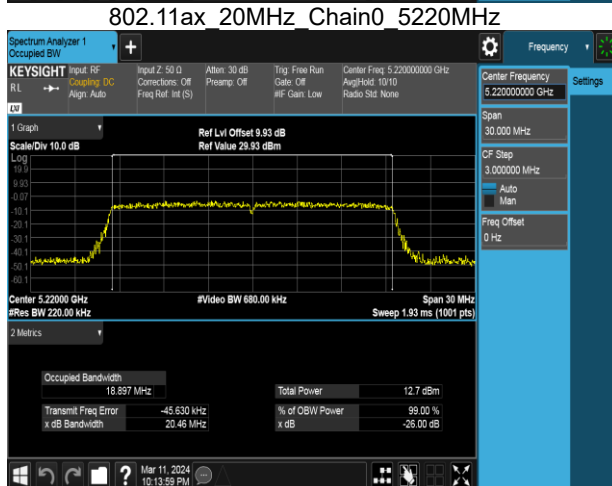 802.11ax_20MHz_Chain0_5220MHz
Spectrum Analyzer 1
Occupied BW
Frequency
KEYSIGHT Input: RF Input Z: 50 Ω Atten: 30 dB Trig: Free Run Center Freq: 5.220000000 GHz
RL Coupling: DC Corrections: Off Preamp: Off Gate: Off Avg|Hold: 10/10
Align: Auto Freq Ref: Int (S) #IF Gain: Low Radio Std: None
LXI
Center Frequency
5.220000000 GHz
Settings
Span
30.000 MHz
CF Step
3.000000 MHz
Auto
Man
Freq Offset
0 Hz
1 Graph
Ref Lvl Offset 9.93 dB
Scale/Div 10.0 dB Ref Value 29.93 dBm
Log
19.9
9.93
-0.07
-10.1
-20.1
-30.1
-40.1
-50.1
-60.1
Center 5.22000 GHz #Video BW 680.00 kHz Span 30 MHz
#Res BW 220.00 kHz Sweep 1.93 ms (1001 pts)
2 Metrics
Occupied Bandwidth
18.897 MHz Total Power 12.7 dBm
Transmit Freq Error -45.630 kHz % of OBW Power 99.00 %
x dB Bandwidth 20.46 MHz x dB -26.00 dB
? Mar 11, 2024
10:13:59 PM